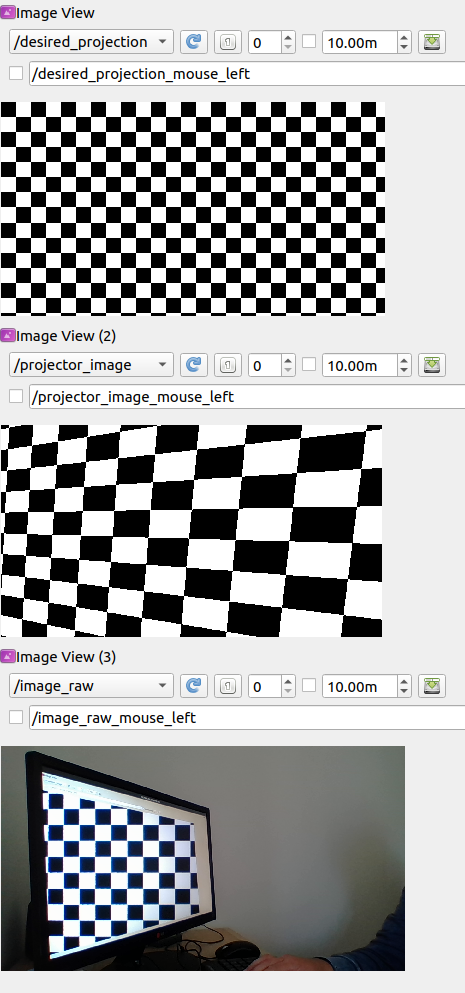 Image View
/desired_projection 0 10.00m
/desired_projection_mouse_left
Image View (2)
/projector_image 0 10.00m
/projector_image_mouse_left
Image View (3)
/image_raw 0 10.00m
/image_raw_mouse_left